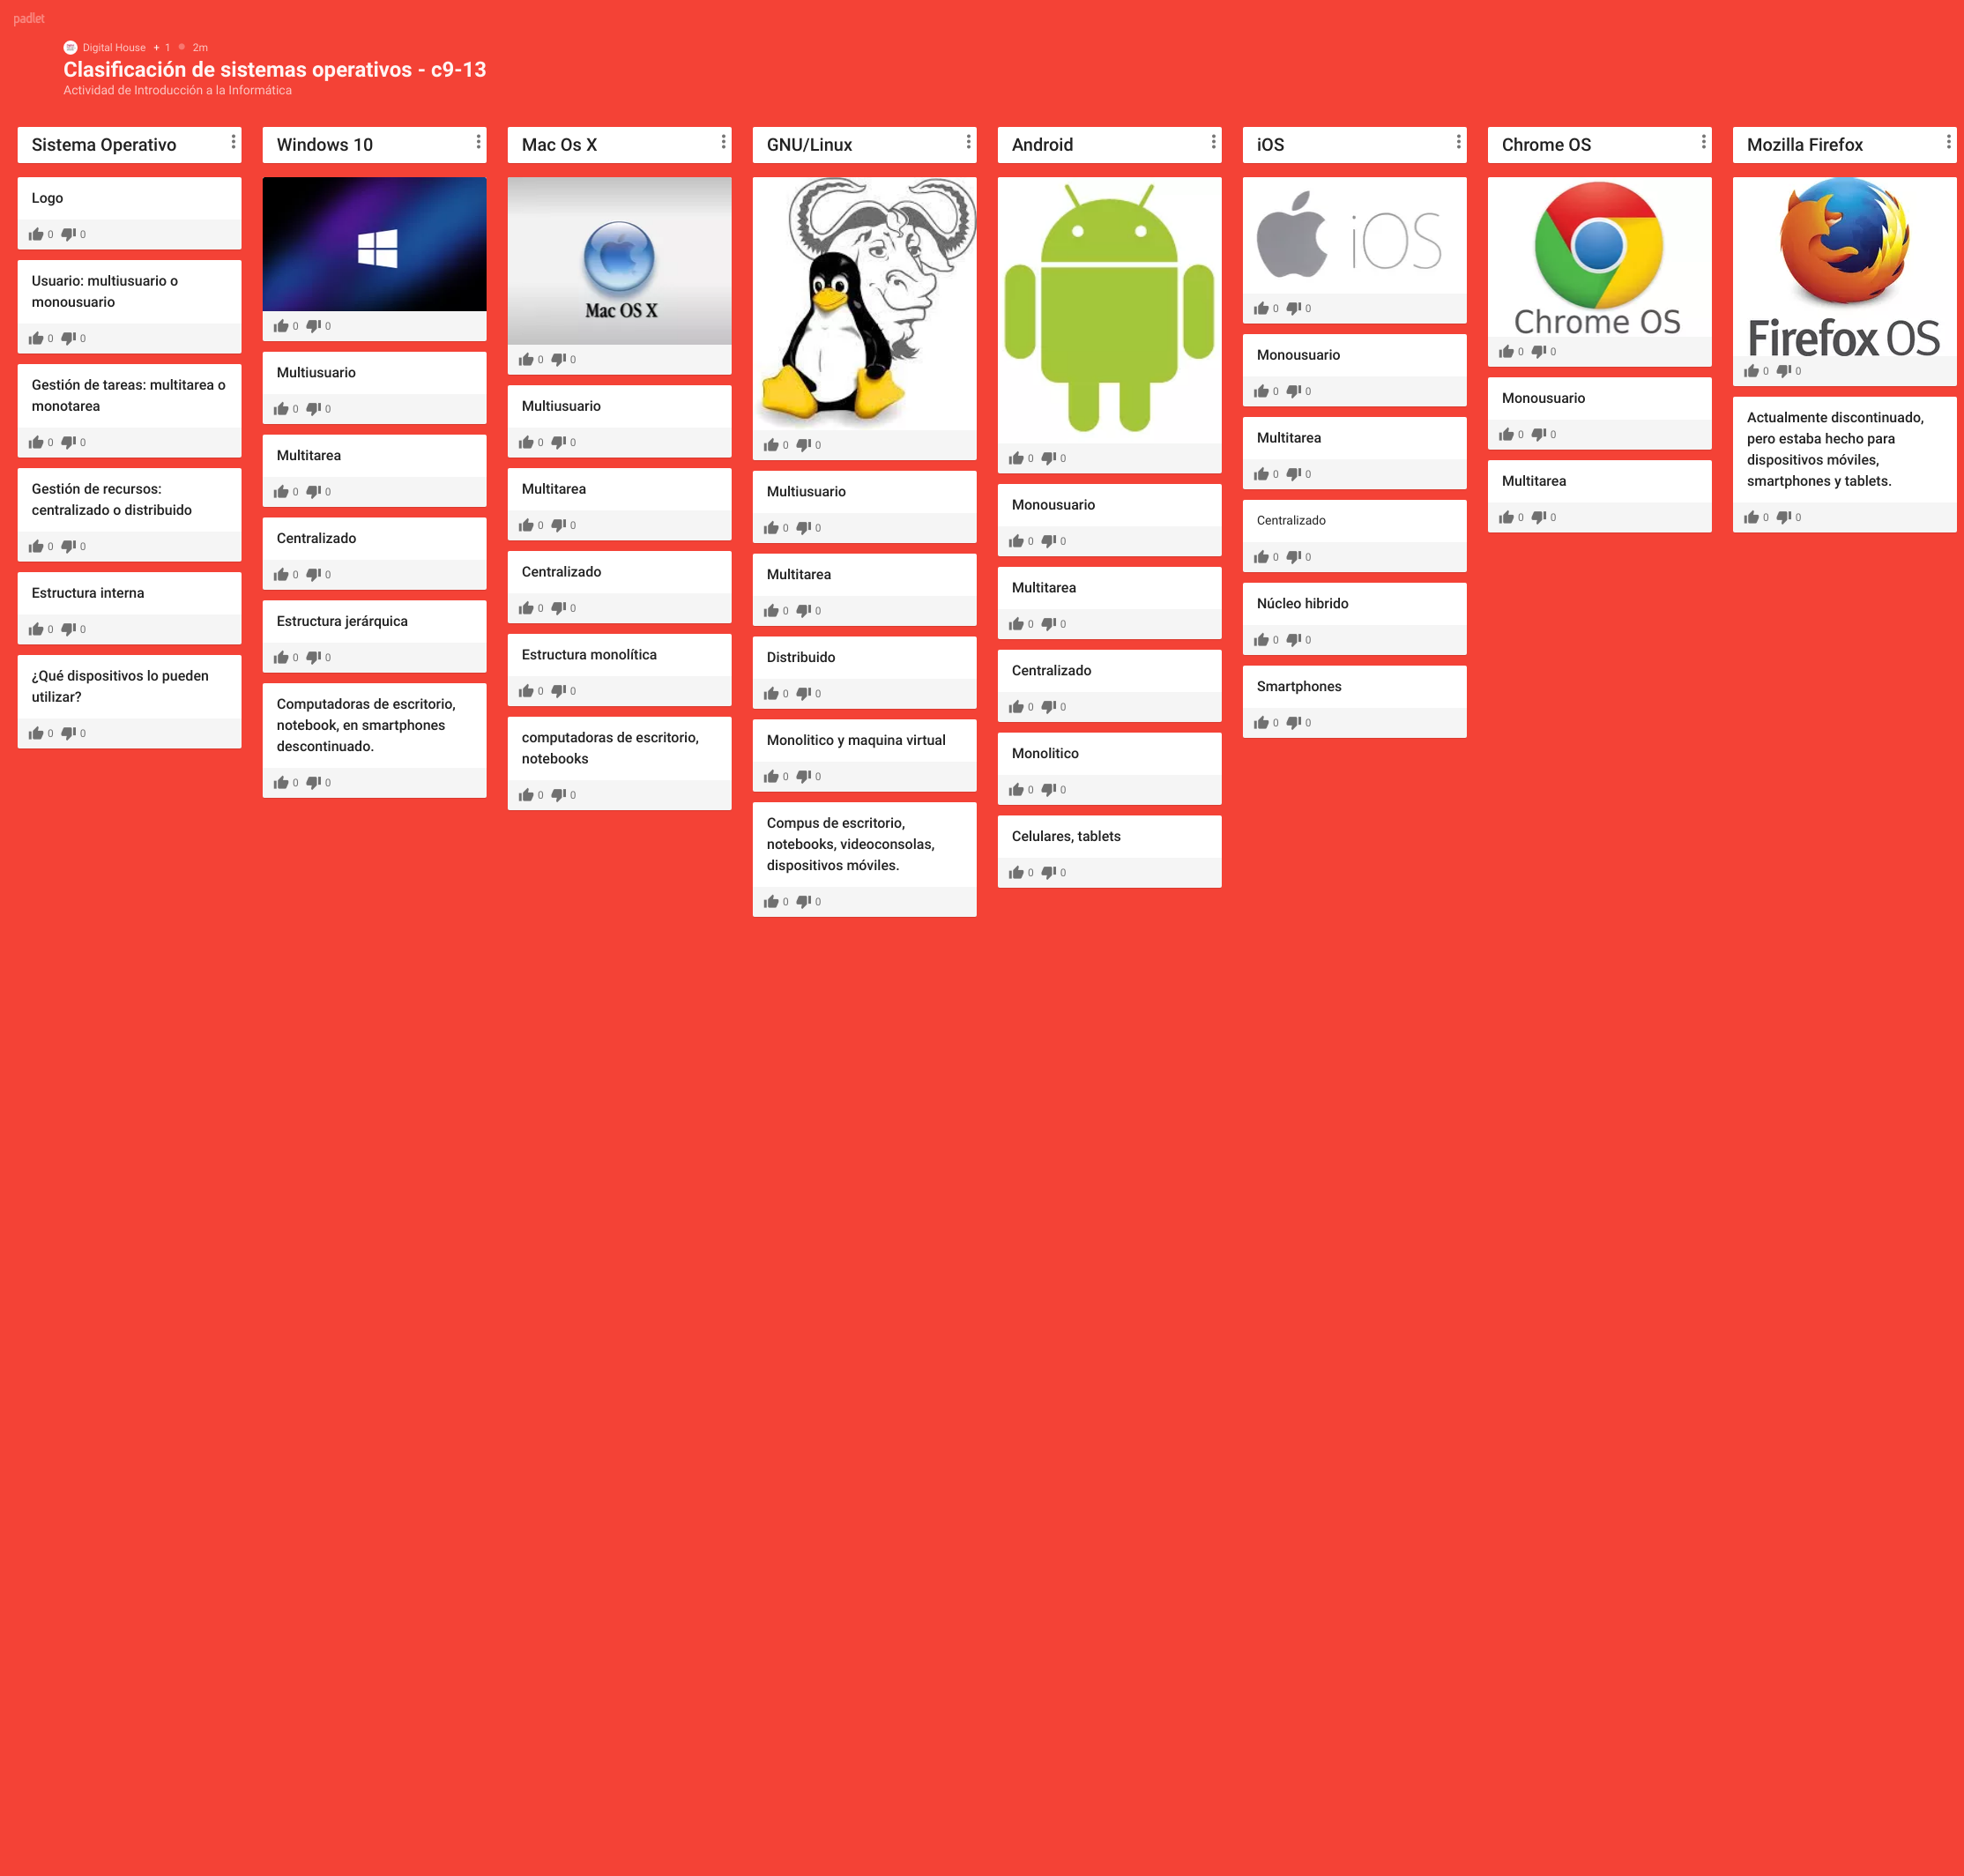 padlet
Digital House + 1 2m
Clasificación de sistemas operativos - c9-13
Actividad de Introducción a la Informática
Sistema Operativo
Logo
0 0
Usuario: multiusuario o
monousuario
0 0
Gestión de tareas: multitarea o
monotarea
0 0
Gestión de recursos:
centralizado o distribuido
0 0
Estructura interna
0 0
¿Qué dispositivos lo pueden
utilizar?
0 0
Windows 10
0 0
Multiusuario
0 0
Multitarea
0 0
Centralizado
0 0
Estructura jerárquica
0 0
Computadoras de escritorio,
notebook, en smartphones
descontinuado.
0 0
Mac Os X
Mac OS X
0 0
Multiusuario
0 0
Multitarea
0 0
Centralizado
0 0
Estructura monolítica
0 0
computadoras de escritorio,
notebooks
0 0
GNU/Linux
0 0
Multiusuario
0 0
Multitarea
0 0
Distribuido
0 0
Monolitico y maquina virtual
0 0
Compus de escritorio,
notebooks, videoconsolas,
dispositivos móviles.
0 0
Android
0 0
Monousuario
0 0
Multitarea
0 0
Centralizado
0 0
Monolitico
0 0
Celulares, tablets
0 0
iOS
iOS
0 0
Monousuario
0 0
Multitarea
0 0
Centralizado
0 0
Núcleo hibrido
0 0
Smartphones
0 0
Chrome OS
Chrome OS
0 0
Monousuario
0 0
Multitarea
0 0
Mozilla Firefox
Firefox OS
0 0
Actualmente discontinuado,
pero estaba hecho para
dispositivos móviles,
smartphones y tablets.
0 0